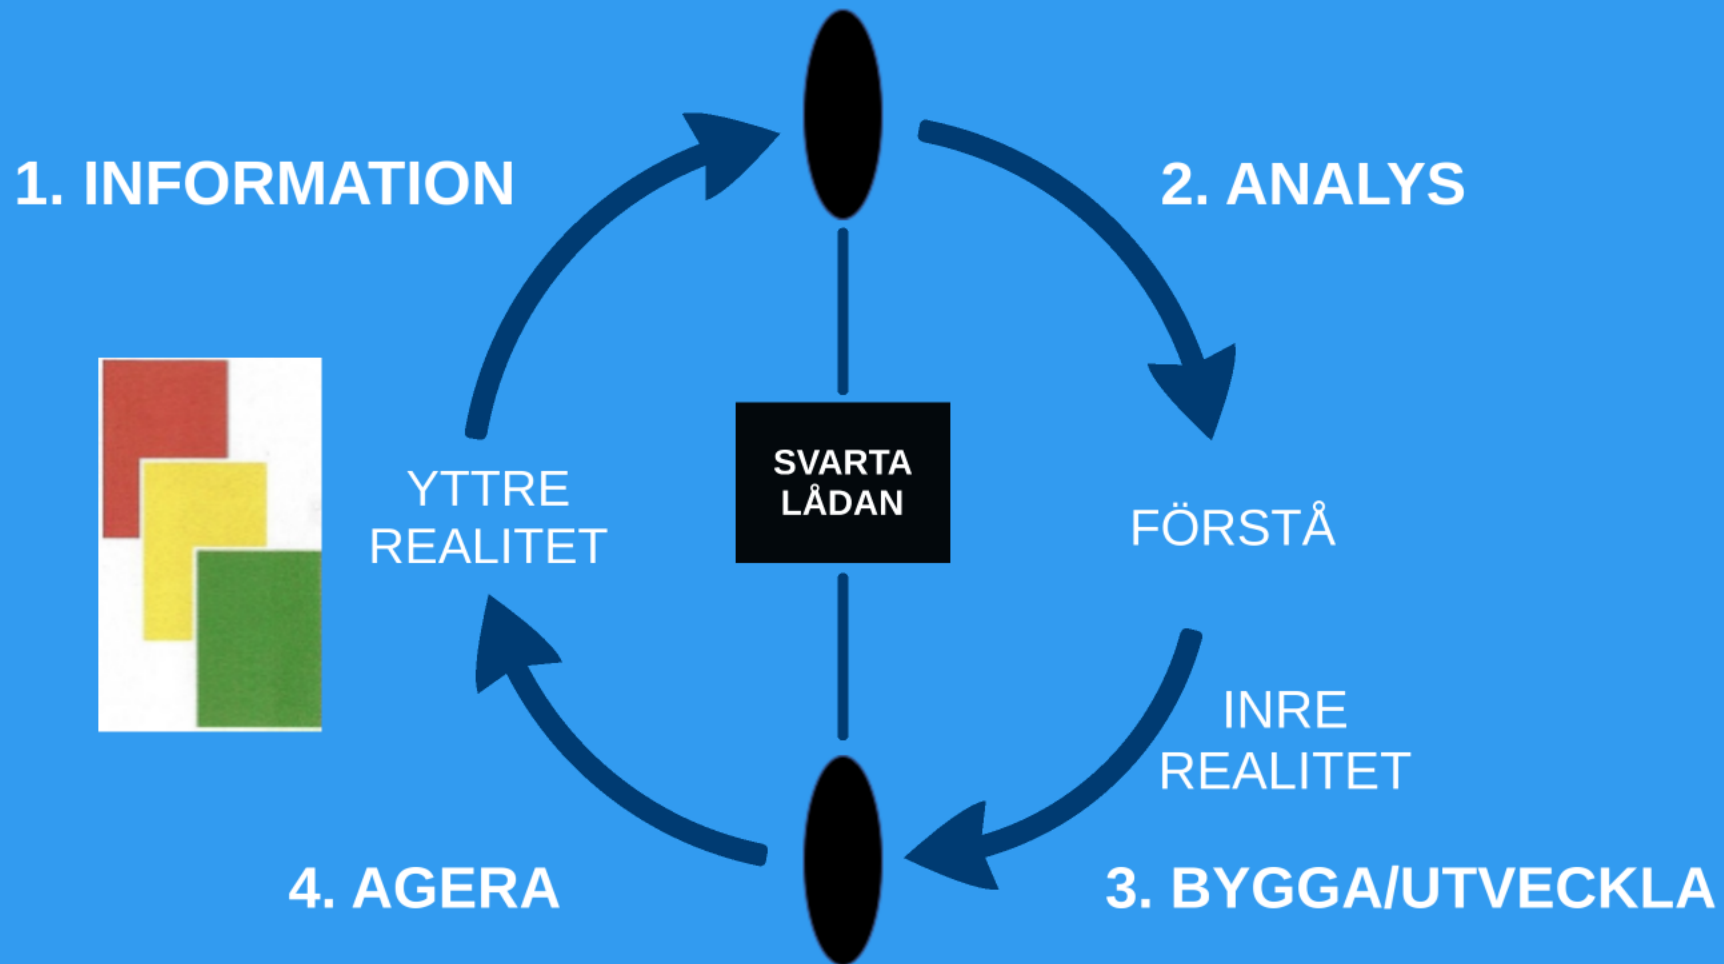 1. INFORMATION
2. ANALYS
SVARTA
LÅDAN
YTTRE
REALITET
FÖRSTÅ
INRE
REALITET
4. AGERA
3. BYGGA/UTVECKLA